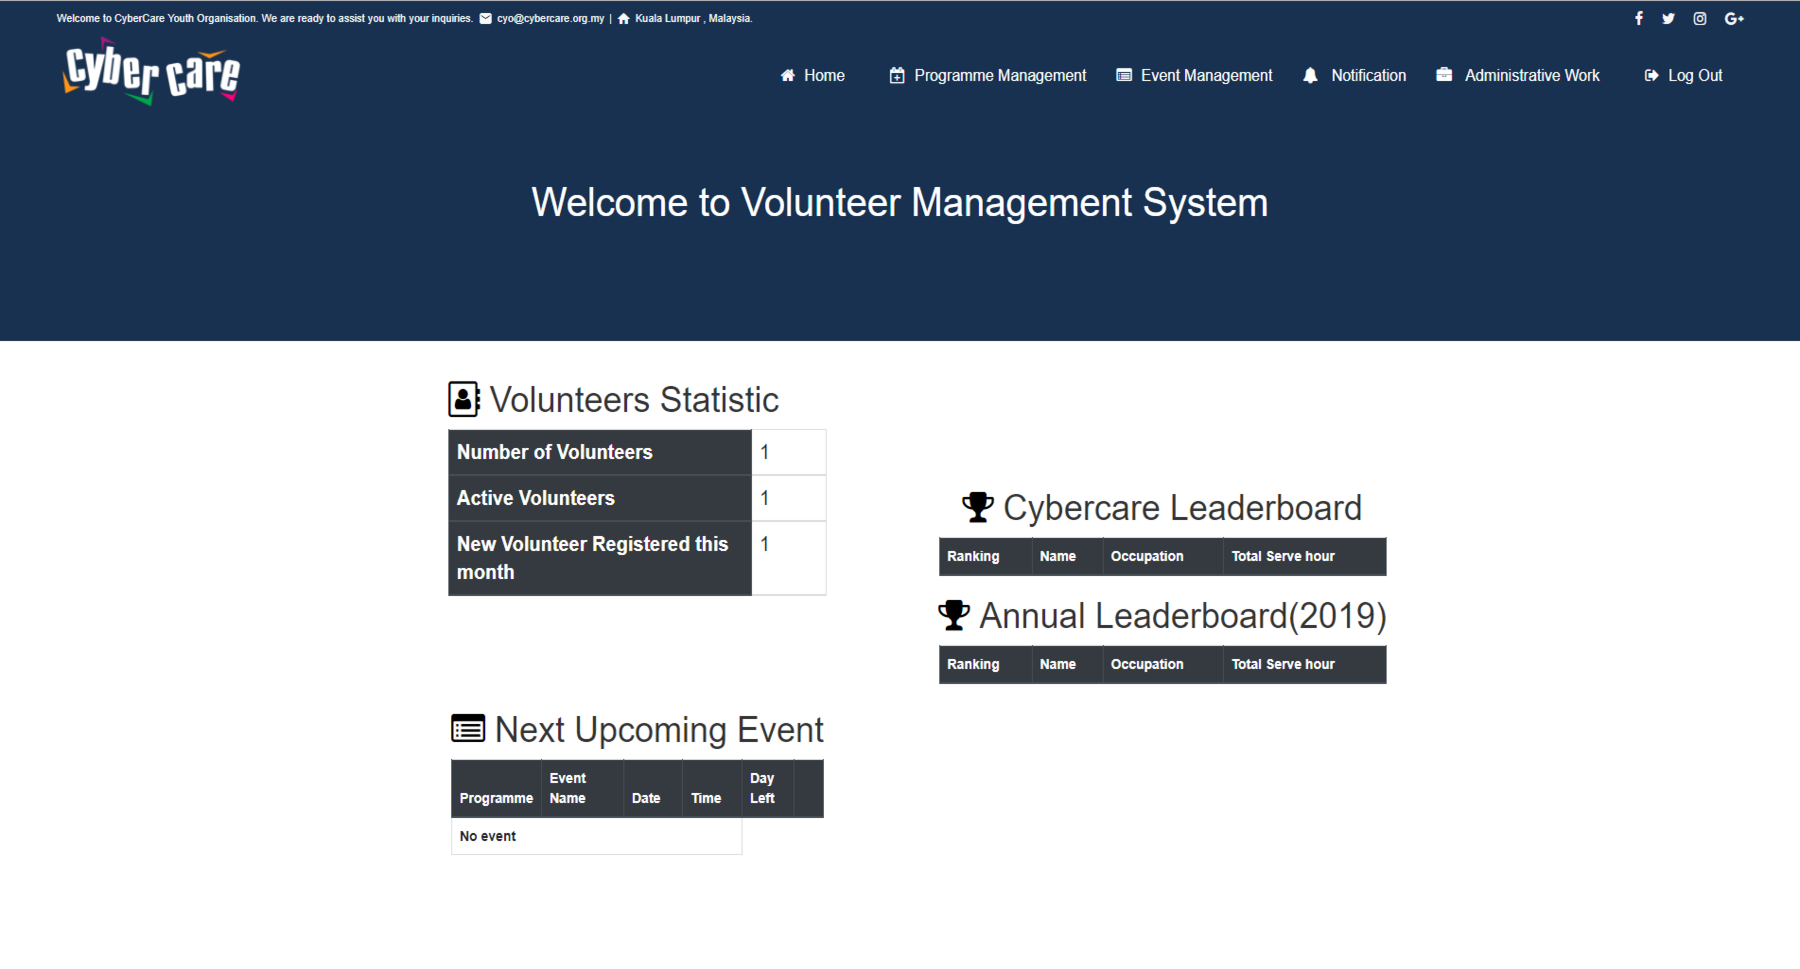 Welcome to CyberCare Youth Organisation. We are ready to assist you with your inquiries. cyo@cybercare.org.my | Kuala Lumpur , Malaysia.
Cyber care
Home Programme Management Event Management Notification Administrative Work Log Out
Welcome to Volunteer Management System
Volunteers Statistic
Number of Volunteers 1
Active Volunteers 1
New Volunteer Registered this 1
month
Cybercare Leaderboard
Ranking Name Occupation Total Serve hour
Annual Leaderboard(2019)
Ranking Name Occupation Total Serve hour
Next Upcoming Event
Programme Event Name Date Time Day Left
No event